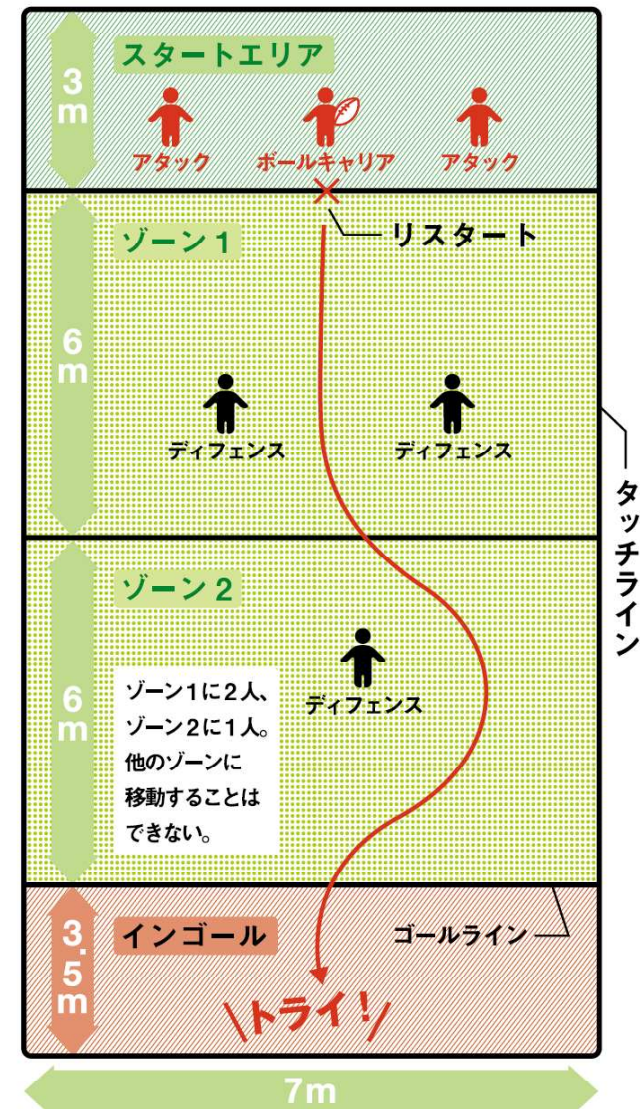 スタートエリア
3m
アタック
ボールキャリア
アタック
リスタート
ゾーン1
6m
ディフェンス
ディフェンス
タッチライン
ゾーン2
6m
ディフェンス
ゾーン1に2人、
ゾーン2に1人。
他のゾーンに
移動することは
できない。
インゴール
ゴールライン
3.5m
トライ!
7m